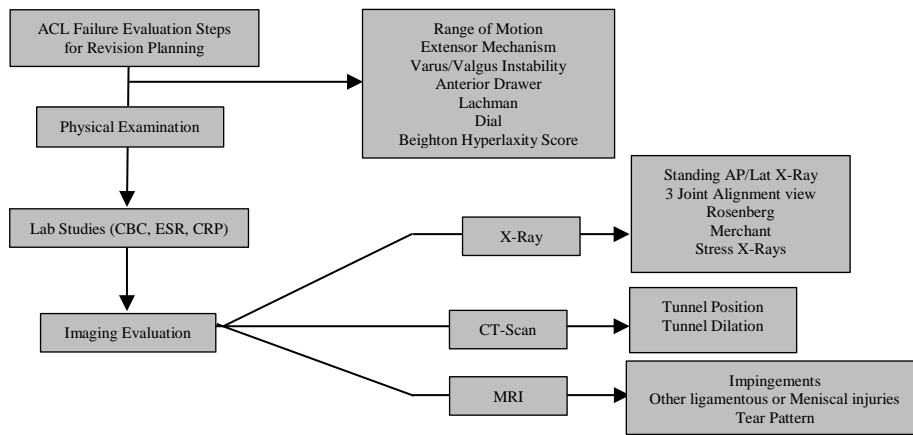 ACL Failure Evaluation Steps
for Revision Planning
Range of Motion
Extensor Mechanism
Varus/Valgus Instability
Anterior Drawer
Lachman
Dial
Beighton Hyperlaxity Score
Physical Examination
Lab Studies (CBC, ESR, CRP)
Imaging Evaluation
X-Ray
Standing AP/Lat X-Ray
3 Joint Alignment view
Rosenberg
Merchant
Stress X-Rays
CT-Scan
Tunnel Position
Tunnel Dilation
MRI
Impingements
Other ligamentous or Meniscal injuries
Tear Pattern